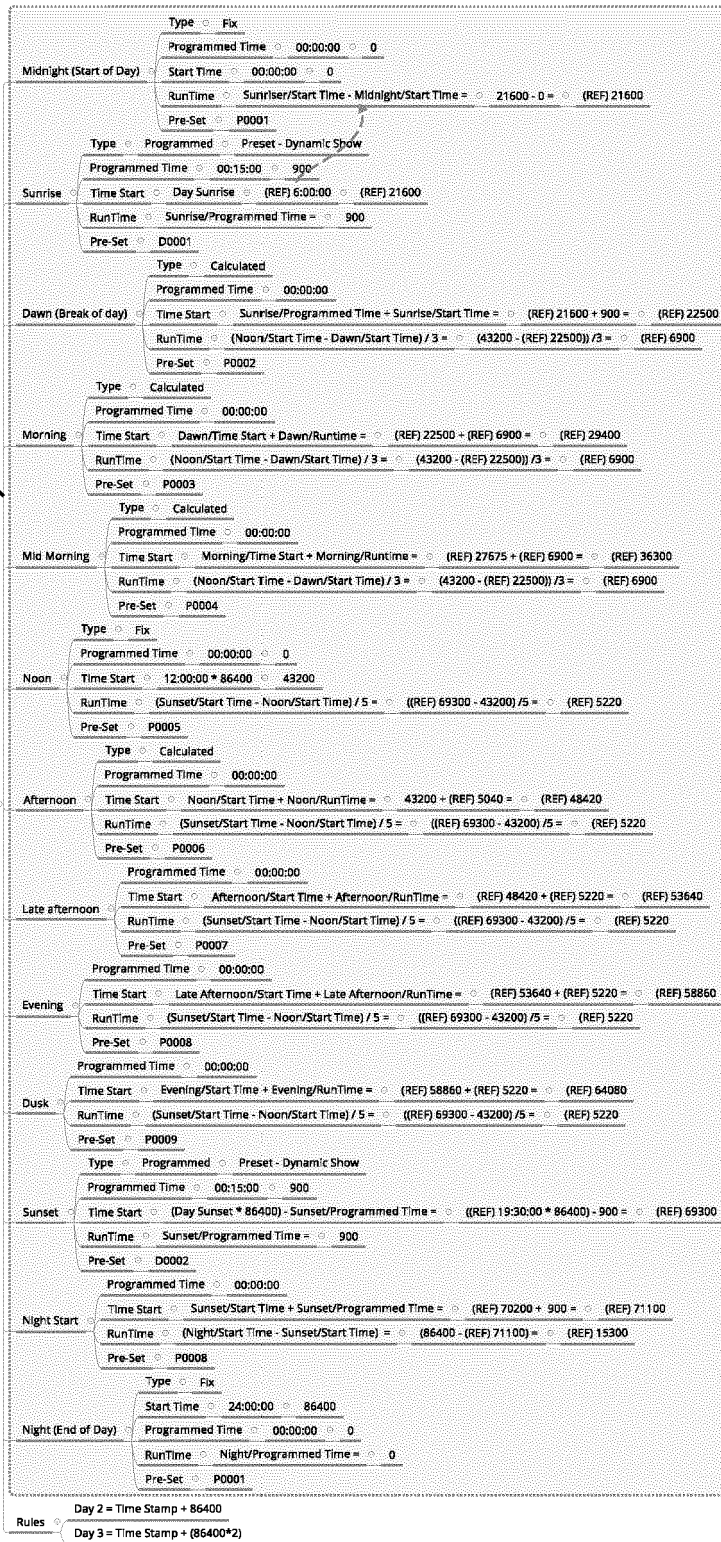 Type Fix
Programmed Time 00:00:00 0
Midnight (Start of Day)
Start Time 00:00:00 0
RunTime Sunriser/Start Time - Midnight/Start Time = 21600 - 0 = (REF) 21600
Pre-Set P0001
Type Programmed Preset - Dynamic Show
Programmed Time 00:15:00 900
Sunrise
Time Start Day Sunrise (REF) 6:00:00 (REF) 21600
RunTime Sunrise/Programmed Time = 900
Pre-Set D0001
Type Calculated
Programmed Time 00:00:00
Dawn (Break of day)
Time Start Sunrise/Programmed Time + Sunrise/Start Time = (REF) 21600 + 900 = (REF) 22500
RunTime (Noon/Start Time - Dawn/Start Time) / 3 = (43200 - (REF) 22500)) /3 = (REF) 6900
Pre-Set P0002
Type Calculated
Programmed Time 00:00:00
Morning
Time Start Dawn/Time Start + Dawn/Runtime = (REF) 22500 + (REF) 6900 = (REF) 29400
RunTime (Noon/Start Time - Dawn/Start Time) / 3 = (43200 - (REF) 22500)) /3 = (REF) 6900
Pre-Set P0003
Type Calculated
Programmed Time 00:00:00
Mid Morning
Time Start Morning/Time Start + Morning/Runtime = (REF) 27675 + (REF) 6900 = (REF) 36300
RunTime (Noon/Start Time - Dawn/Start Time) / 3 = (43200 - (REF) 22500)) /3 = (REF) 6900
Pre-Set P0004
Type Fix
Programmed Time 00:00:00 0
Noon
Time Start 12:00:00 * 86400 43200
RunTime (Sunset/Start Time - Noon/Start Time) / 5 = ((REF) 69300 - 43200) /5 = (REF) 5220
Pre-Set P0005
Type Calculated
Programmed Time 00:00:00
Afternoon
Time Start Noon/Start Time + Noon/RunTime = 43200 + (REF) 5040 = (REF) 48420
RunTime (Sunset/Start Time - Noon/Start Time) / 5 = ((REF) 69300 - 43200) /5 = (REF) 5220
Pre-Set P0006
Programmed Time 00:00:00
Late afternoon
Time Start Afternoon/Start Time + Afternoon/RunTime = (REF) 48420 + (REF) 5220 = (REF) 53640
RunTime (Sunset/Start Time - Noon/Start Time) / 5 = ((REF) 69300 - 43200) /5 = (REF) 5220
Pre-Set P0007
Programmed Time 00:00:00
Evening
Time Start Late Afternoon/Start Time + Late Afternoon/RunTime = (REF) 53640 + (REF) 5220 = (REF) 58860
RunTime (Sunset/Start Time - Noon/Start Time) / 5 = ((REF) 69300 - 43200) /5 = (REF) 5220
Pre-Set P0008
Programmed Time 00:00:00
Dusk
Time Start Evening/Start Time + Evening/RunTime = (REF) 58860 + (REF) 5220 = (REF) 64080
RunTime (Sunset/Start Time - Noon/Start Time) / 5 = ((REF) 69300 - 43200) /5 = (REF) 5220
Pre-Set P0009
Type Programmed Preset - Dynamic Show
Programmed Time 00:15:00 900
Sunset
Time Start (Day Sunset * 86400) - Sunset/Programmed Time = ((REF) 19:30:00 * 86400) - 900 = (REF) 69300
RunTime Sunset/Programmed Time = 900
Pre-Set D0002
Programmed Time 00:00:00
Night Start
Time Start Sunset/Start Time + Sunset/Programmed Time = (REF) 70200 + 900 = (REF) 71100
RunTime (Night/Start Time - Sunset/Start Time) = (86400 - (REF) 71100) = (REF) 15300
Pre-Set P0008
Type Fix
Start Time 24:00:00 86400
Night (End of Day)
Programmed Time 00:00:00 0
RunTime Night/Programmed Time = 0
Pre-Set P0001
Day 2 = Time Stamp + 86400
Rules
Day 3 = Time Stamp + (86400*2)